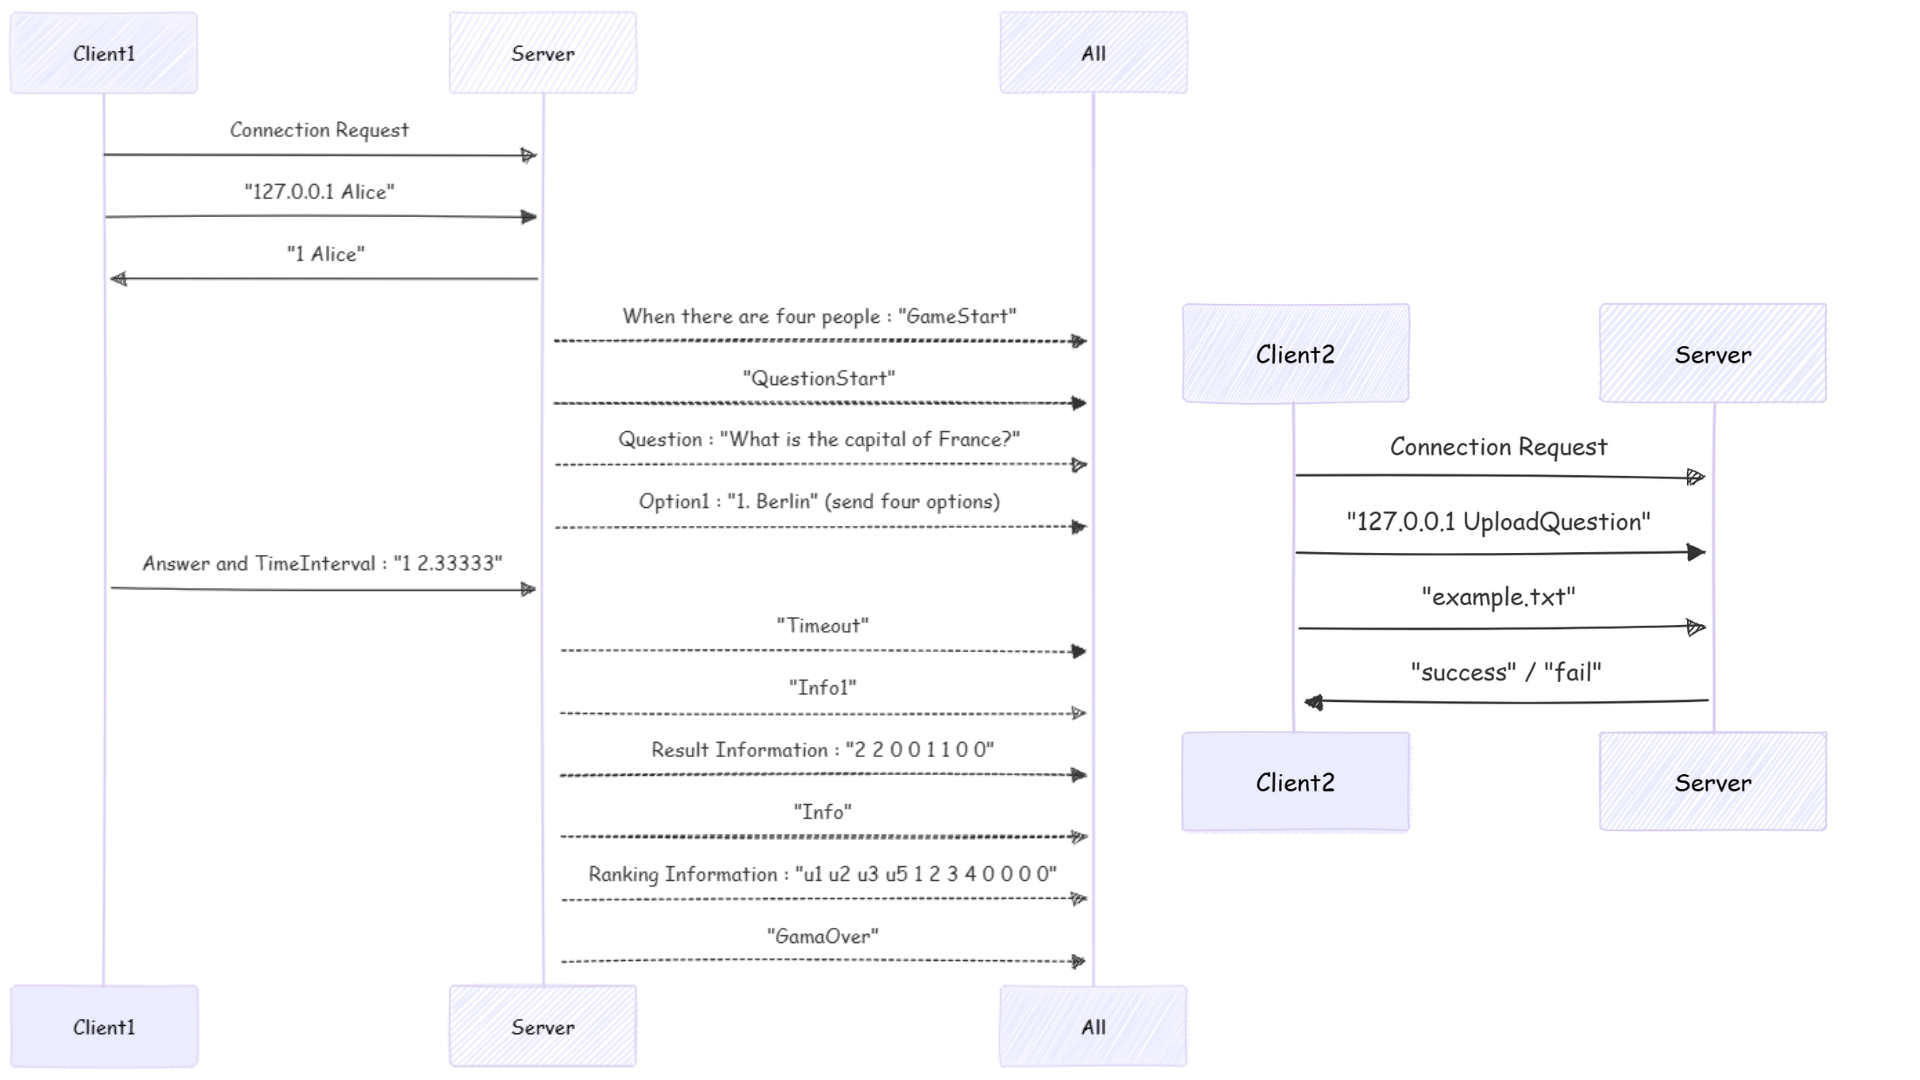 Client1
Server
All
Connection Request
"127.0.0.1 Alice"
"1 Alice"
When there are four people : "GameStart"
"QuestionStart"
Question : "What is the capital of France?"
Option1 : "1. Berlin" (send four options)
Answer and TimeInterval : "1 2.33333"
"Timeout"
"Info1"
Result Information : "2 2 0 0 1 1 0 0"
"Info"
Ranking Information : "u1 u2 u3 u5 1 2 3 4 0 0 0 0"
"GamaOver"
Client1
Server
All
Client2
Server
Connection Request
"127.0.0.1 UploadQuestion"
"example.txt"
"success" / "fail"
Client2
Server